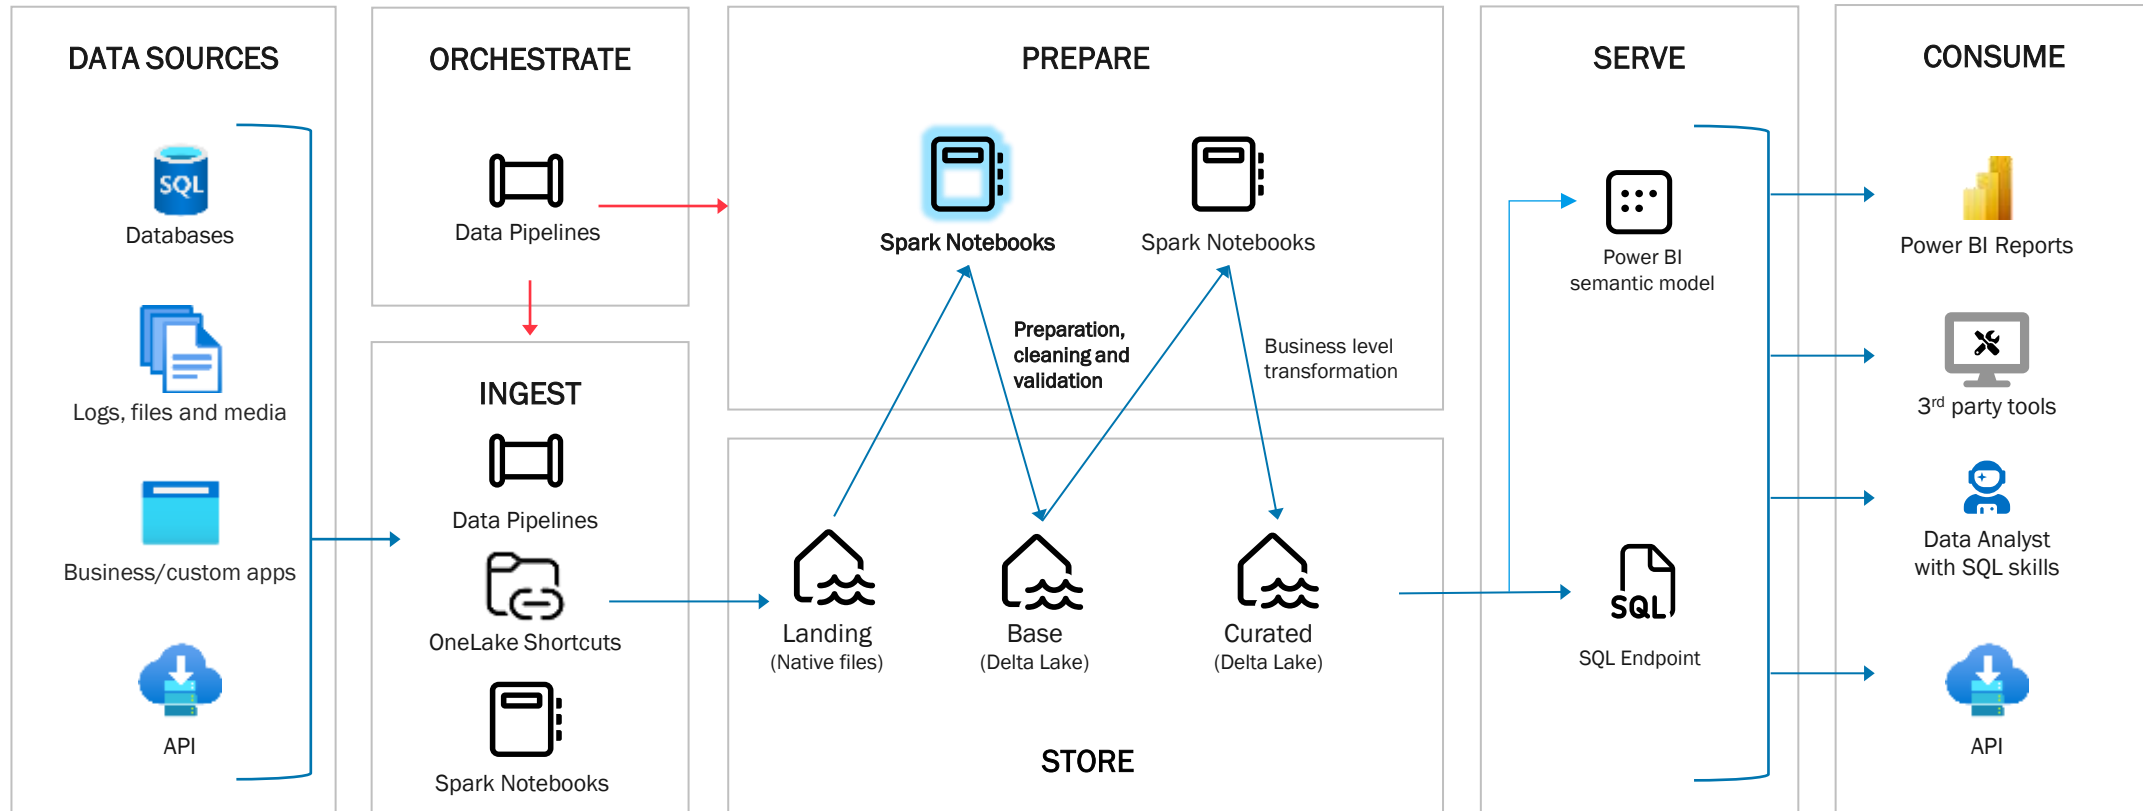 DATA SOURCES
SQL
Databases
Logs, files and media
Business/custom apps
API
ORCHESTRATE
Data Pipelines
INGEST
Data Pipelines
OneLake Shortcuts
Spark Notebooks
PREPARE
Spark Notebooks
Spark Notebooks
Preparation,
cleaning and
validation
Business level
transformation
Landing
(Native files)
Base
(Delta Lake)
Curated
(Delta Lake)
STORE
SERVE
Power BI
semantic model
SQL
SQL Endpoint
CONSUME
Power BI Reports
3rd party tools
Data Analyst
with SQL skills
API